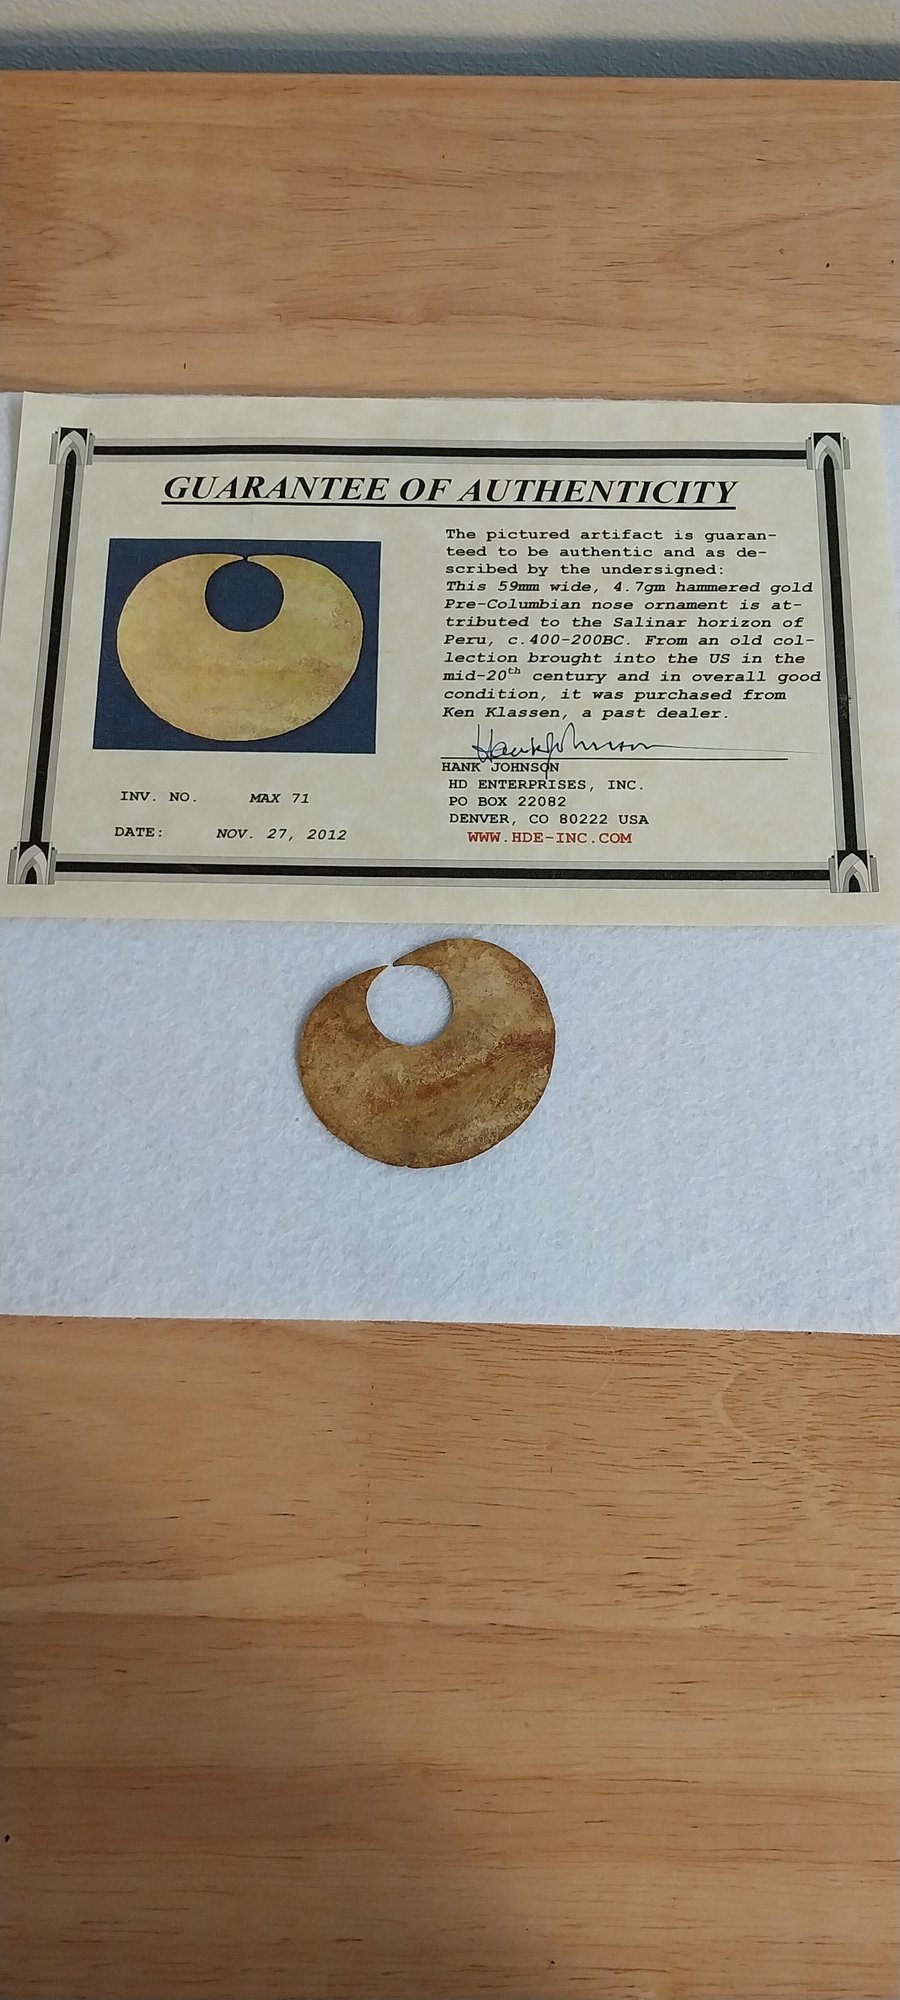 GUARANTEE OF AUTHENTICITY
The pictured artifact is guaran-
teed to be authentic and as de-
scribed by the undersigned:
This 59mm wide, 4.7gm hammered gold
Pre-Columbian nose ornament is at-
tributed to the Salinar horizon of
Peru, c.400-200BC. From an old col-
lection brought into the US in the
mid-20th century and in overall good
condition, it was purchased from
Ken Klassen, a past dealer.
Hank Johnson
HANK JOHNSON
HD ENTERPRISES, INC.
PO BOX 22082
DENVER, CO 80222 USA
WWW.HDE-INC.COM
INV. NO. MAX 71
DATE: NOV. 27, 2012